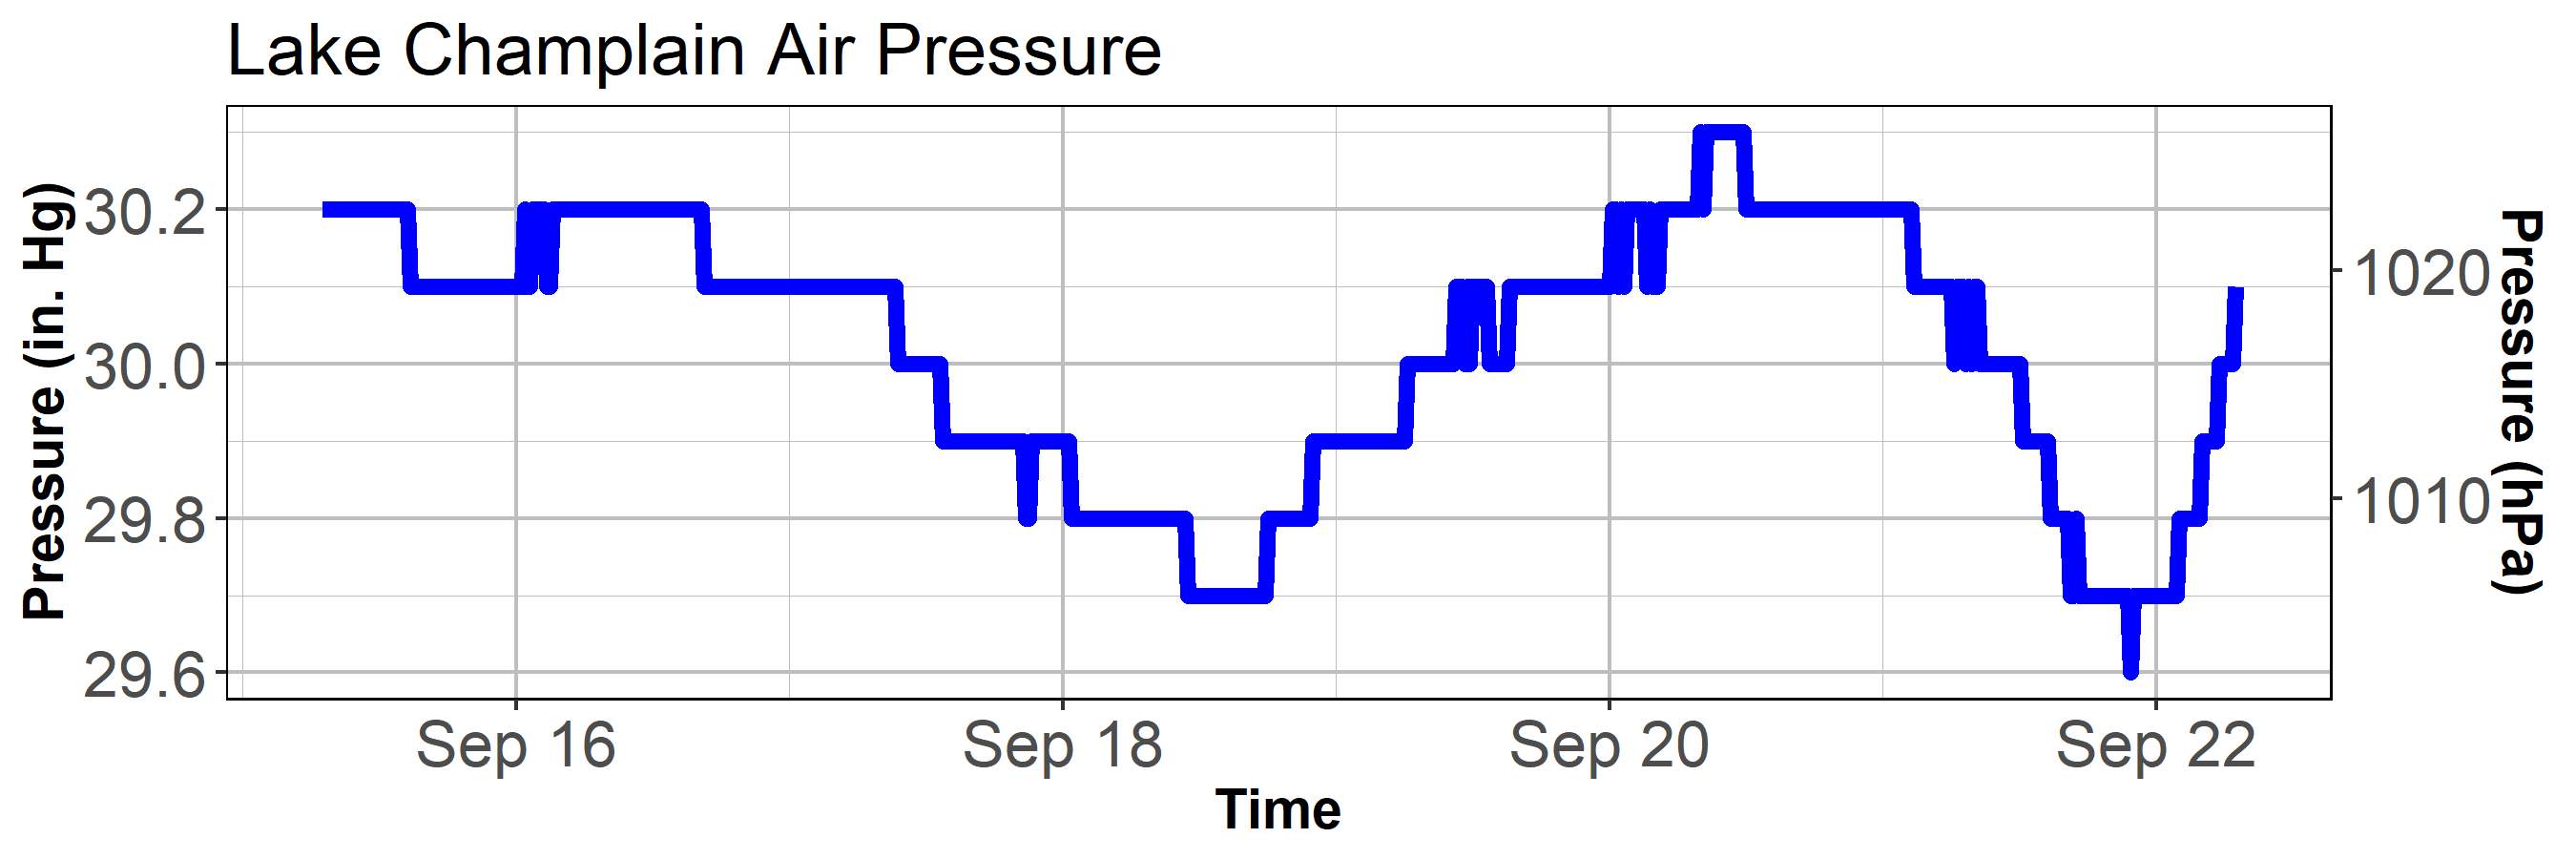 Lake Champlain Air Pressure
Pressure (in. Hg)
30.2
30.0
29.8
29.6
1020
1010
Pressure (hPa)
Sep 16 Sep 18 Sep 20 Sep 22
Time